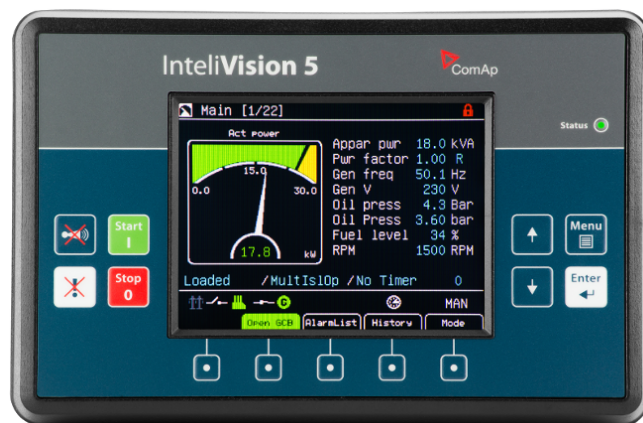 InteliVision 5
ComAp
Main [1/22]
Status
Act power
Appar pwr 18.0 kVA
Pwr factor 1.00 R
Gen freq 50.1 Hz
Gen V 230 V
Oil press 4.3 Bar
Oil Press 3.60 bar
Fuel level 34 %
RPM 1500 RPM
15.0
0.0 30.0
17.8 kW
Start
I
Stop
0
Menu
Enter
Loaded /MultIslOp /No Timer 0
G MAN
Open GCB AlarmList History Mode